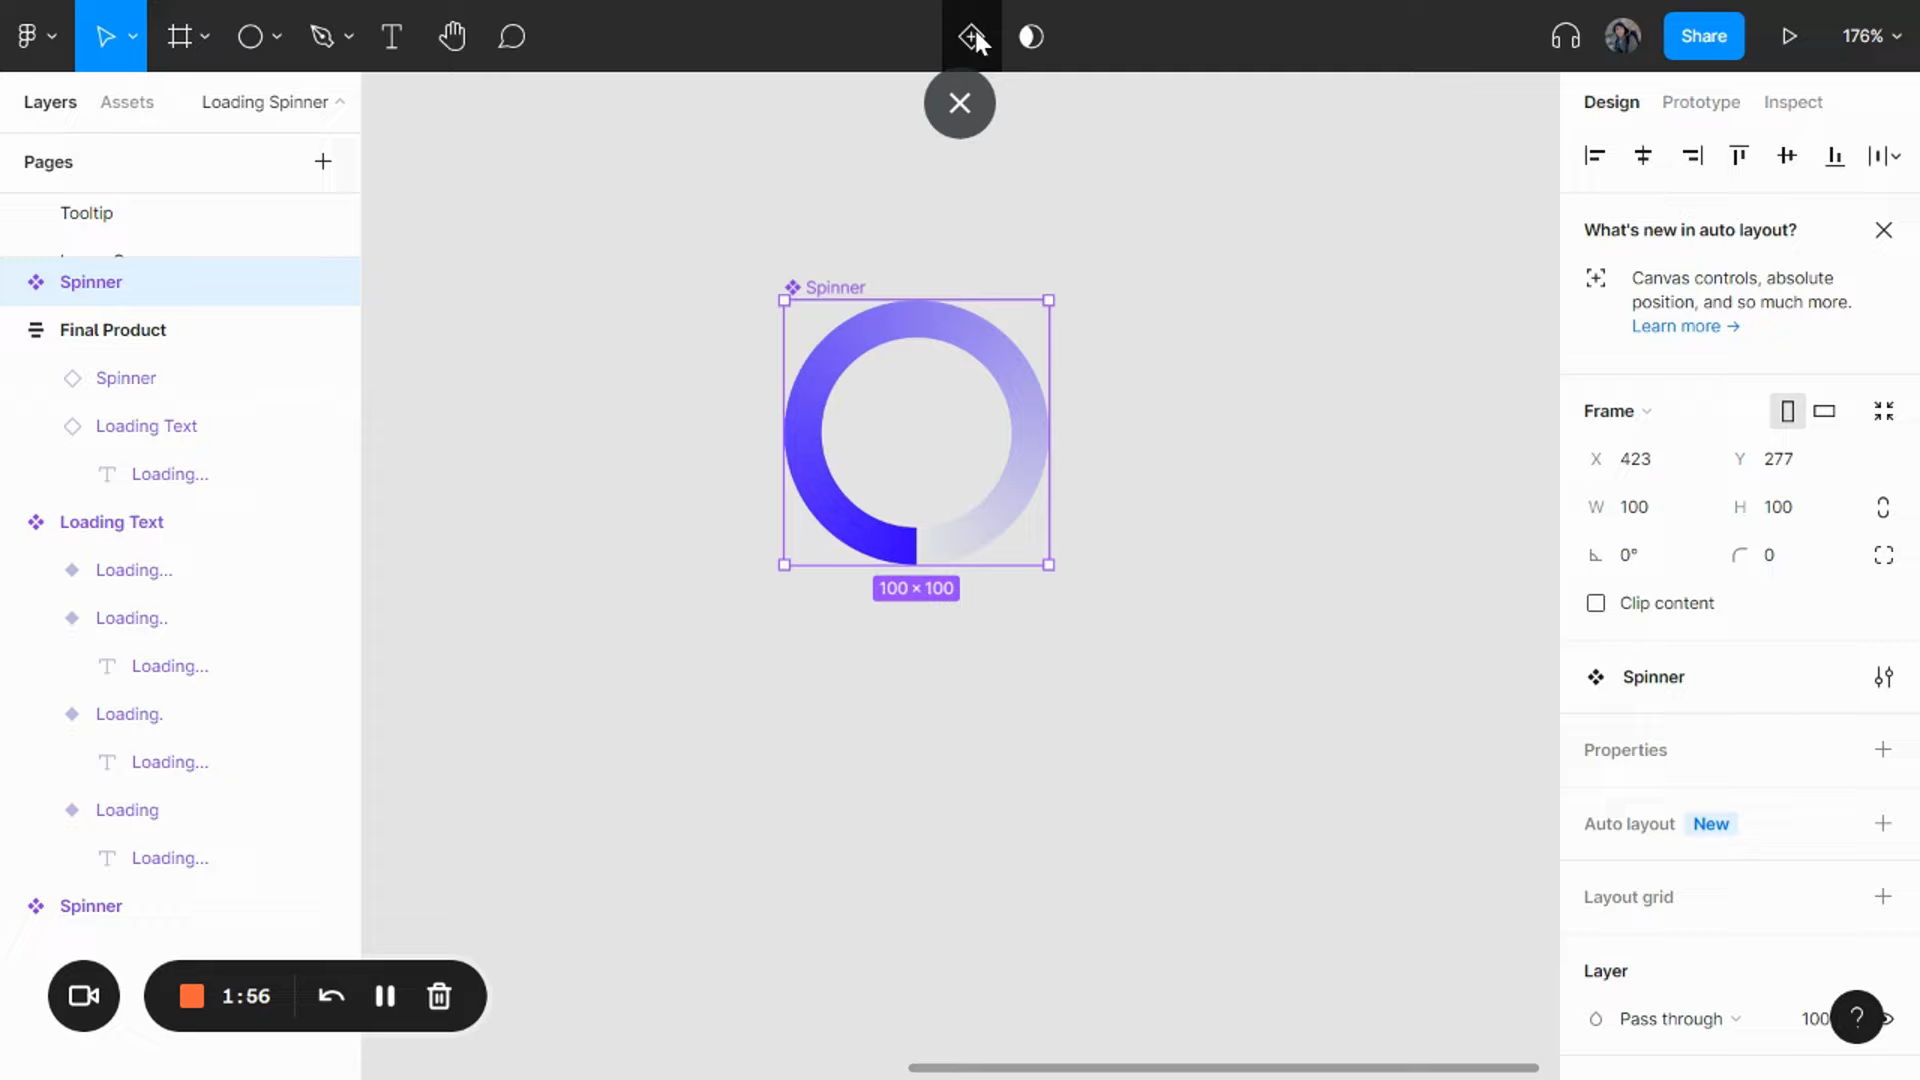 Share
176%
Layers
Assets
Loading Spinner
Pages
Tooltip
Spinner
Final Product
Spinner
Loading Text
Loading...
Loading Text
Loading...
Loading..
Loading...
Loading.
Loading...
Loading
Loading...
Spinner
1:56
Spinner
100 × 100
Design
Prototype
Inspect
What's new in auto layout?
Canvas controls, absolute
position, and so much more.
Learn more →
Frame
X 423
Y 277
W 100
H 100
0°
0
Clip content
Spinner
Properties
Auto layout New
Layout grid
Layer
Pass through
100
?